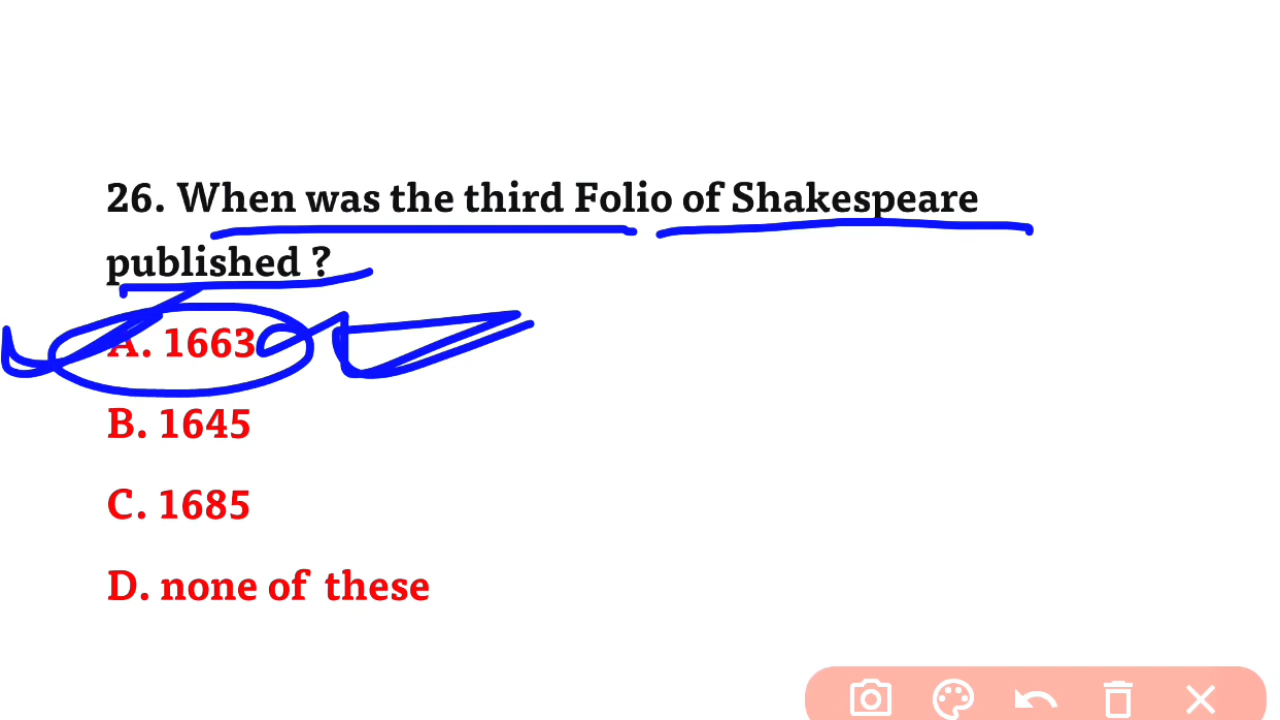 26. When was the third Folio of Shakespeare
published ?
A. 1663
B. 1645
C. 1685
D. none of these